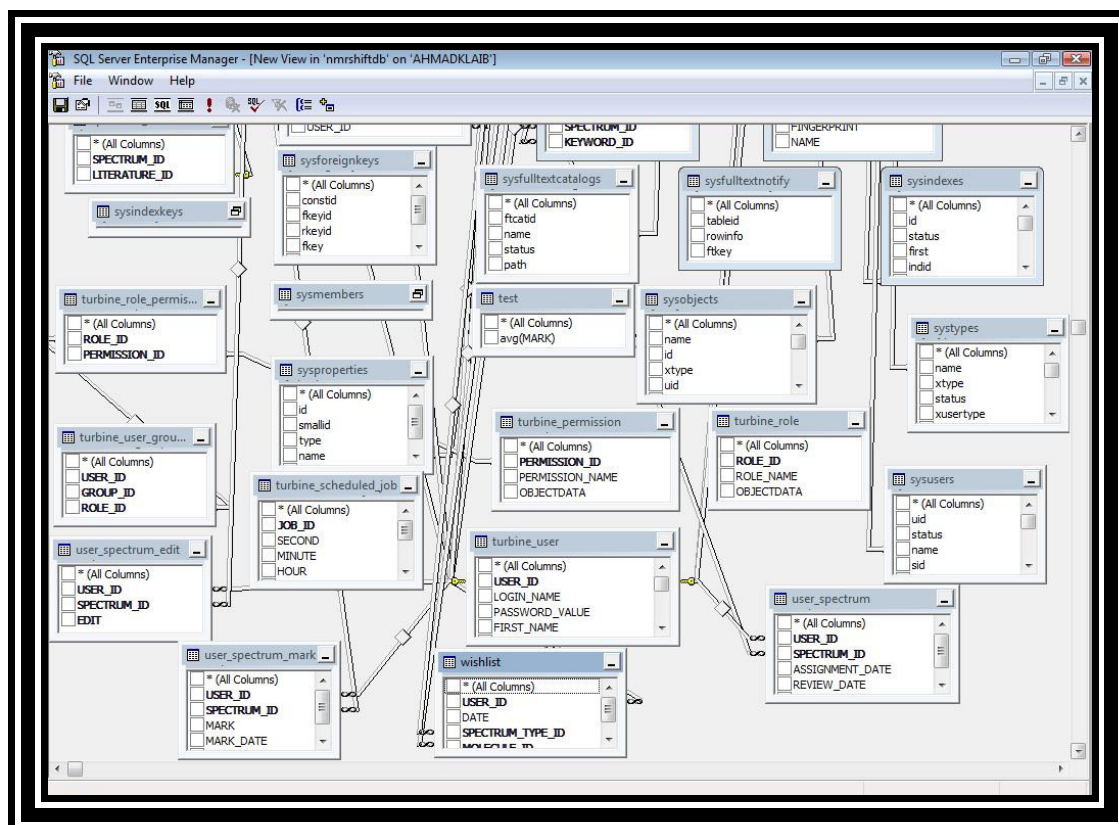 SQL Server Enterprise Manager - [New View in 'nmrshiftdb' on 'AHMADKLAIB']
File Window Help
SQL
* (All Columns)
SPECTRUM_ID
LITERATURE_ID
USER_ID
SPECTRUM_ID
KEYWORD_ID
FINGERPRINT
NAME
sysindexkeys
sysforeignkeys
* (All Columns)
constid
fkeyid
rkeyid
fkey
sysfulltextcatalogs
* (All Columns)
ftcatid
name
status
path
sysfulltextnotify
* (All Columns)
tableid
rowinfo
ftkey
sysindexes
* (All Columns)
id
status
first
indid
turbine_role_permis...
* (All Columns)
ROLE_ID
PERMISSION_ID
sysmembers
test
* (All Columns)
avg(MARK)
sysobjects
* (All Columns)
name
id
xtype
uid
systypes
* (All Columns)
name
xtype
status
xusertype
sysproperties
* (All Columns)
id
smallid
type
name
turbine_user_grou...
* (All Columns)
USER_ID
GROUP_ID
ROLE_ID
turbine_permission
* (All Columns)
PERMISSION_ID
PERMISSION_NAME
OBJECTDATA
turbine_role
* (All Columns)
ROLE_ID
ROLE_NAME
OBJECTDATA
sysusers
* (All Columns)
uid
status
name
sid
turbine_scheduled_job
* (All Columns)
JOB_ID
SECOND
MINUTE
HOUR
user_spectrum_edit
* (All Columns)
USER_ID
SPECTRUM_ID
EDIT
turbine_user
* (All Columns)
USER_ID
LOGIN_NAME
PASSWORD_VALUE
FIRST_NAME
user_spectrum
* (All Columns)
USER_ID
SPECTRUM_ID
ASSIGNMENT_DATE
REVIEW_DATE
user_spectrum_mark
* (All Columns)
USER_ID
SPECTRUM_ID
MARK
MARK_DATE
wishlist
* (All Columns)
USER_ID
DATE
SPECTRUM_TYPE_ID
MOLECULE_ID